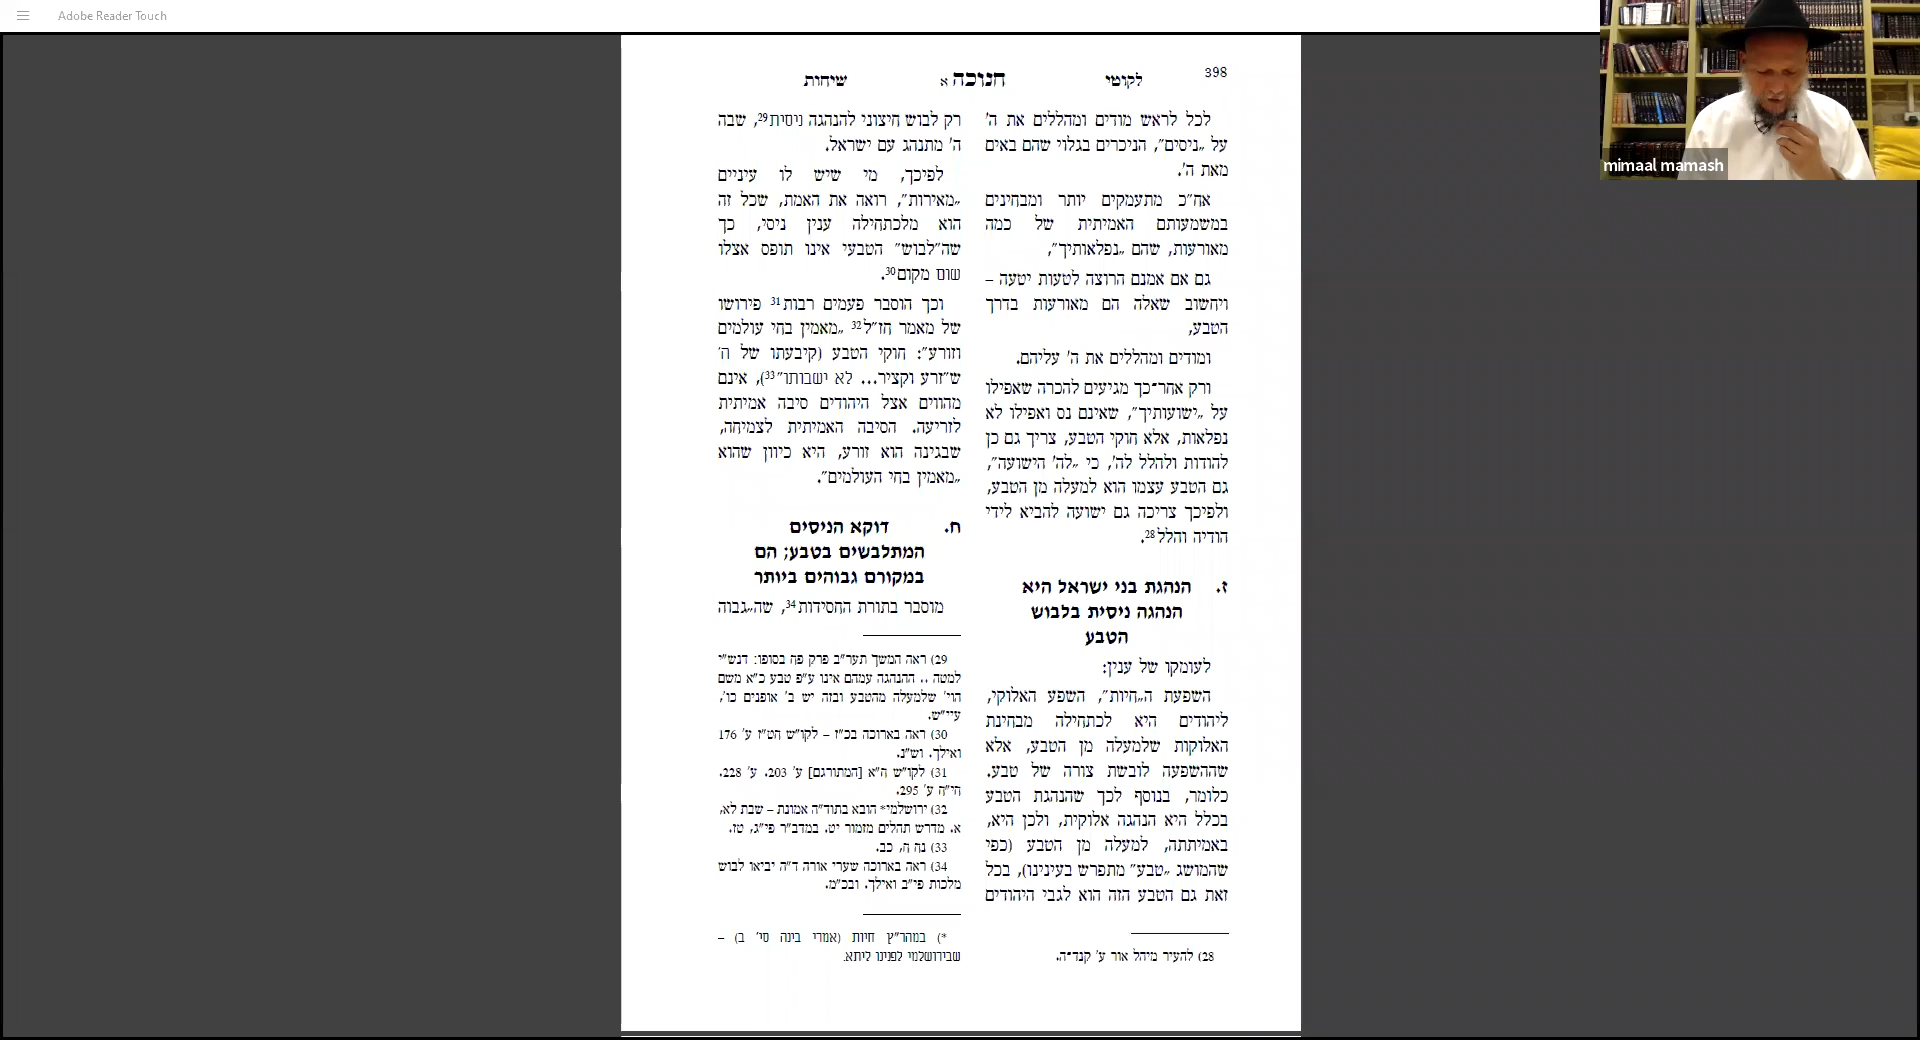 Adobe Reader Touch
mimaal mamash
398
לקוטי
חנוכה א
שיחות
לכל לראש מודים ומהללים את ה'
על „ניסים", הניכרים בגלוי שהם באים
מאת ה'.
אח"כ מתעמקים יותר ומבחינים
במשמעותם האמיתית של כמה
מאורעות, שהם „נפלאותיך",
גם אם אמנם הרוצה לטעות יטעה –
ויחשוב שאלה הם מאורעות בדרך
הטבע,
ומודים ומהללים את ה' עליהם.
ורק אחר־כך מגיעים להכרה שאפילו
על „ישועותיך", שאינם נס ואפילו לא
נפלאות, אלא חוקי הטבע, צריך גם כן
להודות ולהלל לה', כי „לה' הישועה",
גם הטבע עצמו הוא למעלה מן הטבע,
ולפיכך צריכה גם ישועה להביא לידי
הודיה והלל28.
ז. הנהגת בני ישראל היא
הנהגה ניסית בלבוש
הטבע
לעומקו של ענין:
השפעת ה„חיות", השפע האלוקי,
ליהודים היא לכתחילה מבחינת
האלוקות שלמעלה מן הטבע, אלא
שההשפעה לובשת צורה של טבע.
כלומר, בנוסף לכך שהנהגת הטבע
בכלל היא הנהגה אלוקית, ולכן היא,
באמיתתה, למעלה מן הטבע (כפי
שהמושג „טבע" מתפרש בעינינו), בכל
זאת גם הטבע הזה הוא לגבי היהודים
28) להעיר מיהל אור ע' קנד־ה.
רק לבוש חיצוני להנהגה ניסית29, שבה
ה' מתנהג עם ישראל.
לפיכך, מי שיש לו עיניים
„מאירות", רואה את האמת, שכל זה
הוא מלכתחילה ענין ניסי, כך
שה"לבוש" הטבעי אינו תופס אצלו
שום מקום30.
וכך הוסבר פעמים רבות31 פירושו
של מאמר חז"ל32 „מאמין בחי עולמים
וזורע": חוקי הטבע (קיבעתו של ה'
ש"זרע וקציר... לא ישבותו"33), אינם
מהווים אצל היהודים סיבה אמיתית
לזריעה. הסיבה האמיתית לצמיחה,
שבגינה הוא זורע, היא כיוון שהוא
„מאמין בחי העולמים".
ח. דוקא הניסים
המתלבשים בטבע; הם
במקורם גבוהים ביותר
מוסבר בתורת החסידות34, שה„גבוה
29) ראה המשך תער"ב פרק פח בסופו: דנש"י
למטה .. ההנהגה עמהם אינו ע"פ טבע כ"א משם
הוי' שלמעלה מהטבע ובזה יש ב' אופנים כו',
עיי"ש.
30) ראה בארוכה בכ"ז – לקו"ש חט"ז ע' 176
ואילך. וש"נ.
31) לקו"ש ח"א [המתורגם] ע' 203. ע' 228.
חי"ח ע' 295.
32) ירושלמי* הובא בתוד"ה אמונת – שבת לא,
א. מדרש תהלים מזמור יט. במדב"ר פי"ג, טז.
33) נח ח, כב.
34) ראה בארוכה שערי אורה ד"ה יביאו לבוש
מלכות פי"ב ואילך. ובכ"מ.
*) במהר"ץ חיות (אמרי בינה סי' ב) –
שבירושלמי לפנינו ליתא.